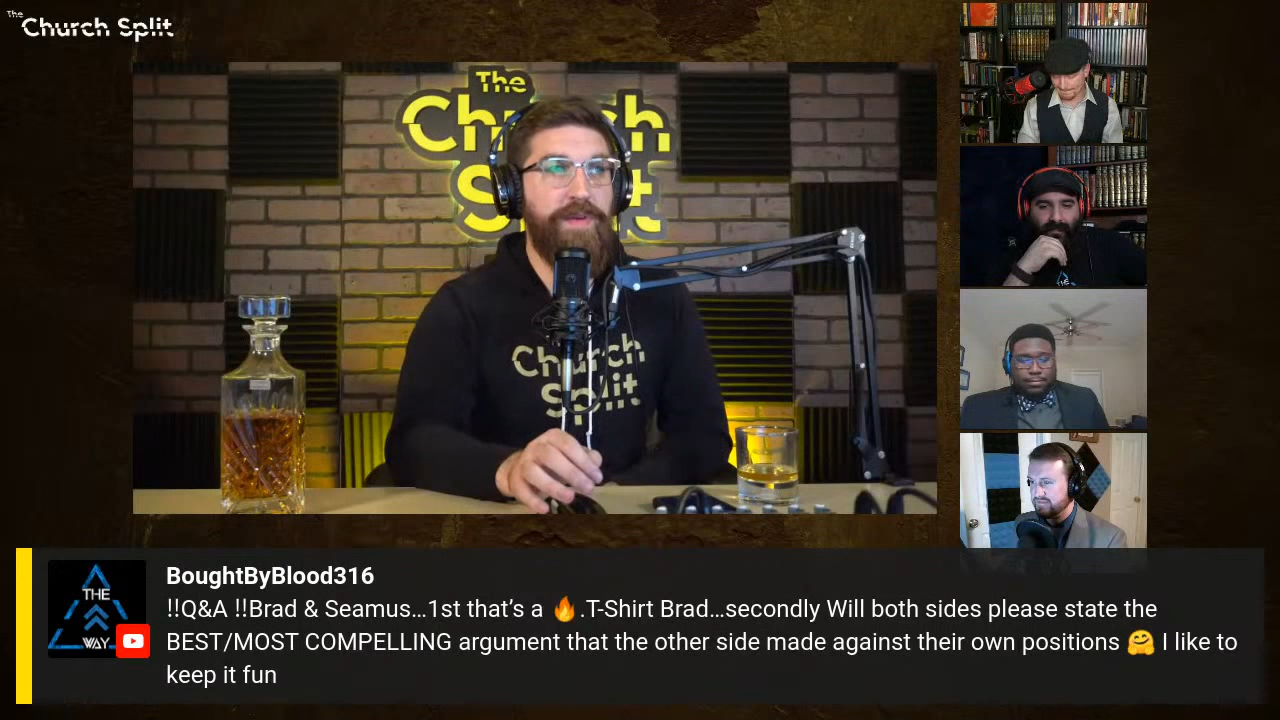 The
Church Split
The
Church
Split
Church
Split
THE
WAY
BoughtByBlood316
!!Q&A !!Brad & Seamus...1st that's a 🔥.T-Shirt Brad...secondly Will both sides please state the
BEST/MOST COMPELLING argument that the other side made against their own positions 🤗 I like to
keep it fun